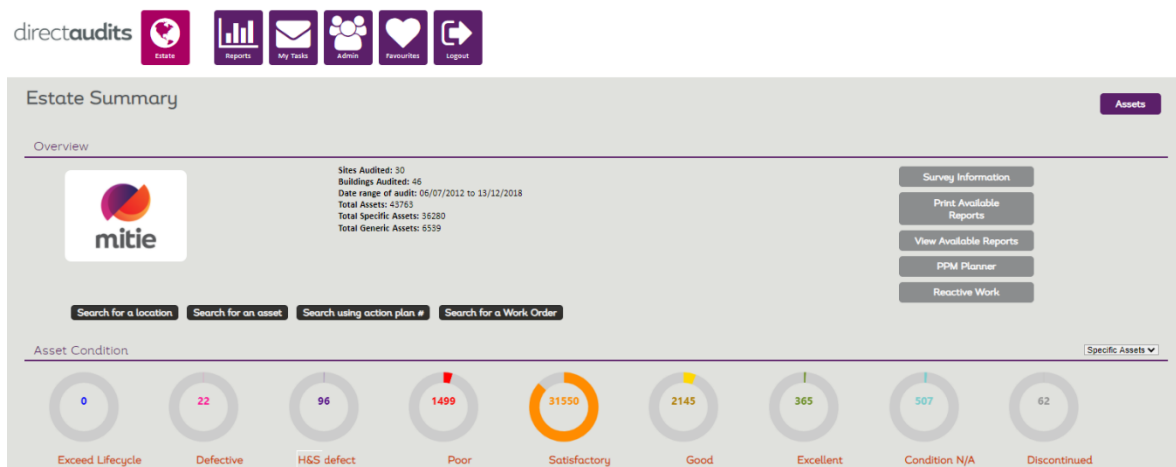 directaudits
Estate
Reports
My Tasks
Admin
Favourites
Logout
Estate Summary
Assets
Overview
mitie
Sites Audited: 30
Buildings Audited: 46
Date range of audit: 06/07/2012 to 13/12/2018
Total Assets: 43763
Total Specific Assets: 36280
Total Generic Assets: 6539
Survey Information
Print Available
Reports
View Available Reports
PPM Planner
Reactive Work
Search for a location
Search for an asset
Search using action plan #
Search for a Work Order
Asset Condition
Specific Assets
0
22
96
1499
31550
2145
365
507
62
Exceed Lifecycle
Defective
H&S defect
Poor
Satisfactory
Good
Excellent
Condition N/A
Discontinued